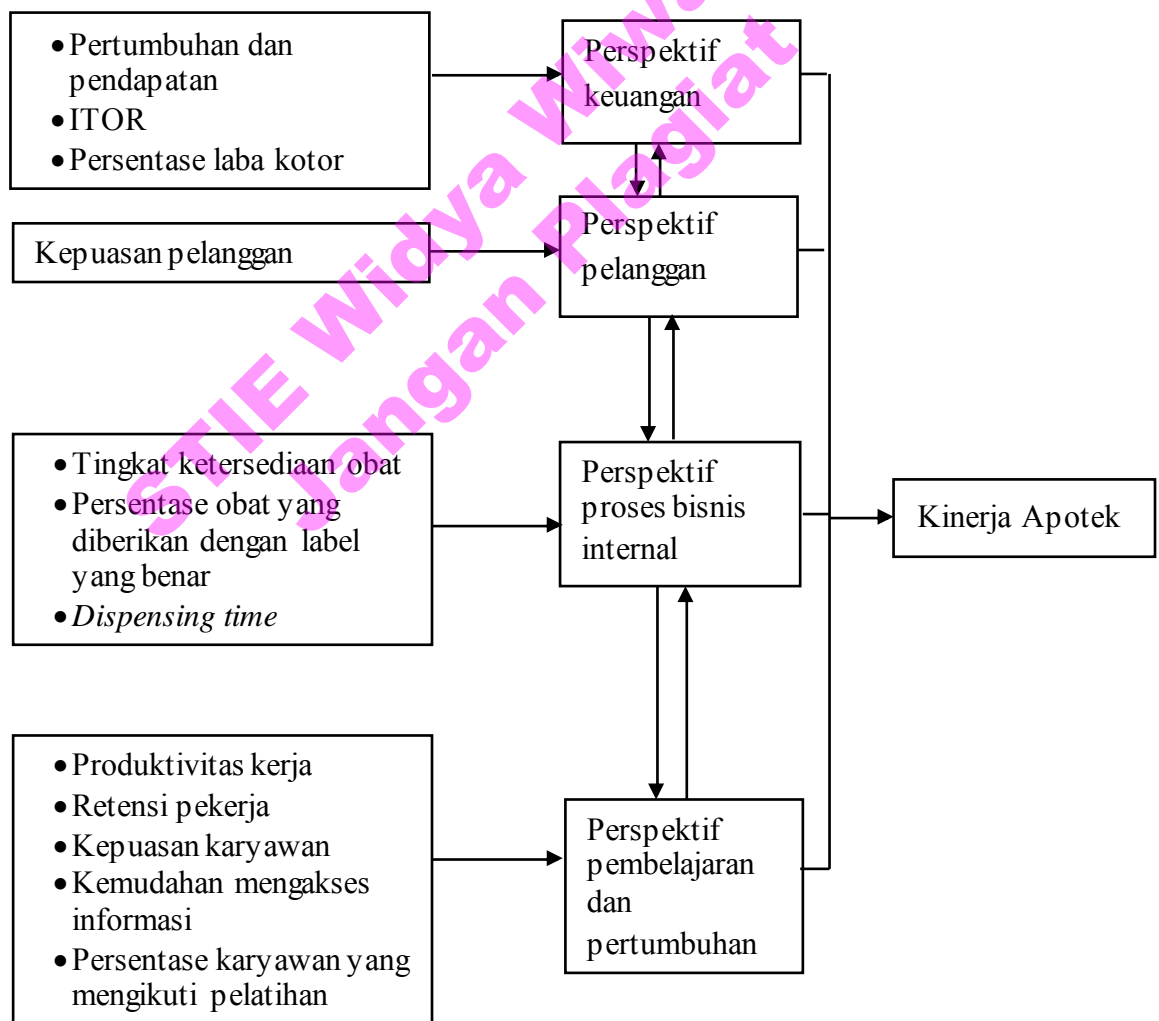 • Pertumbuhan dan
pendapatan
• ITOR
• Persentase laba kotor
Perspektif
keuangan
Kepuasan pelanggan
Perspektif
pelanggan
• Tingkat ketersediaan obat
• Persentase obat yang
diberikan dengan label
yang benar
• Dispensing time
Perspektif
proses bisnis
internal
Kinerja Apotek
• Produktivitas kerja
• Retensi pekerja
• Kepuasan karyawan
• Kemudahan mengakses
informasi
• Persentase karyawan yang
mengikuti pelatihan
Perspektif
pembelajaran
dan
pertumbuhan
STIE Widya
Jangan Plagiat